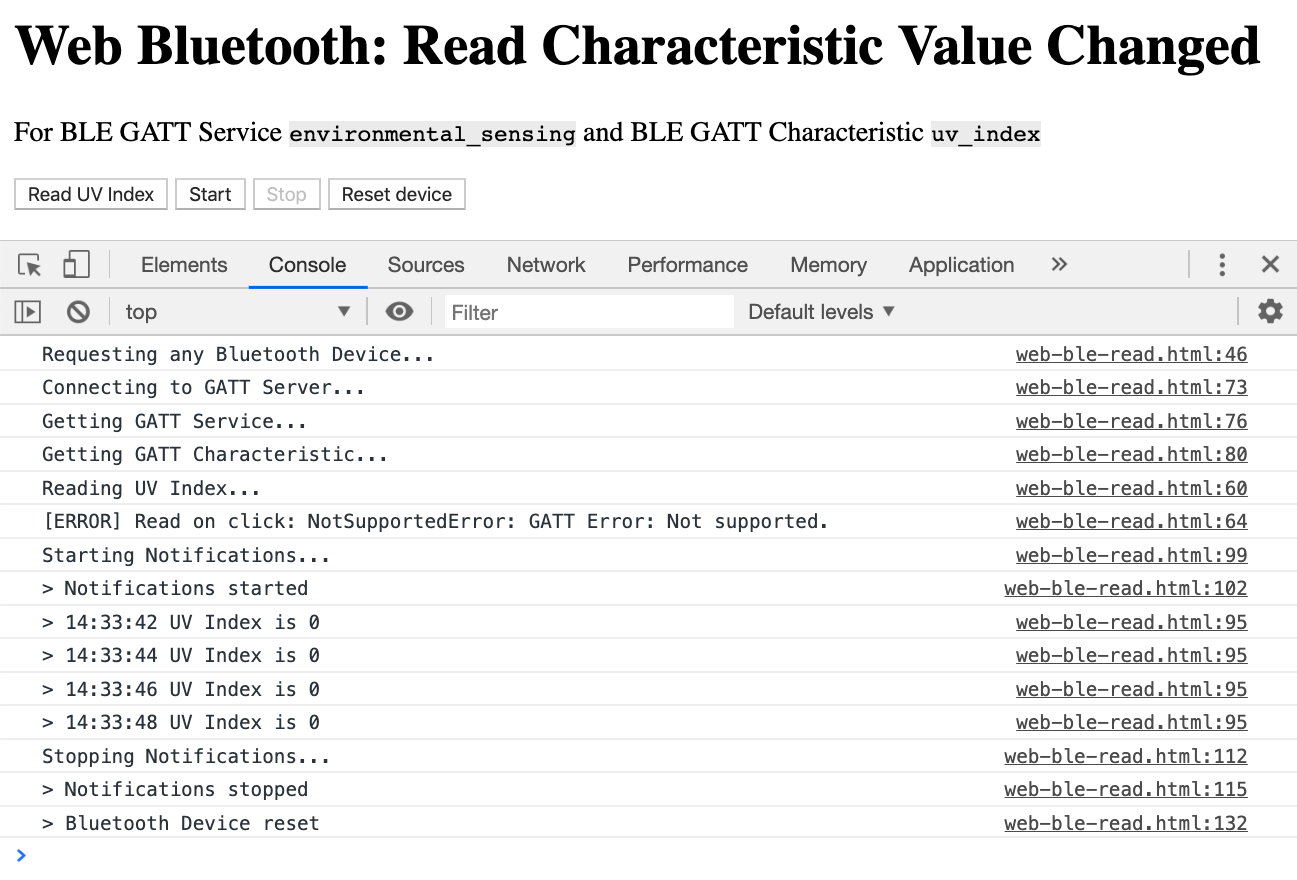 Web Bluetooth: Read Characteristic Value Changed
For BLE GATT Service environmental_sensing and BLE GATT Characteristic uv_index
Read UV Index Start Stop Reset device
Elements Console Sources Network Performance Memory Application »
top ▼ Filter Default levels ▼
Requesting any Bluetooth Device... web-ble-read.html:46
Connecting to GATT Server... web-ble-read.html:73
Getting GATT Service... web-ble-read.html:76
Getting GATT Characteristic... web-ble-read.html:80
Reading UV Index... web-ble-read.html:60
[ERROR] Read on click: NotSupportedError: GATT Error: Not supported. web-ble-read.html:64
Starting Notifications... web-ble-read.html:99
> Notifications started web-ble-read.html:102
> 14:33:42 UV Index is 0 web-ble-read.html:95
> 14:33:44 UV Index is 0 web-ble-read.html:95
> 14:33:46 UV Index is 0 web-ble-read.html:95
> 14:33:48 UV Index is 0 web-ble-read.html:95
Stopping Notifications... web-ble-read.html:112
> Notifications stopped web-ble-read.html:115
> Bluetooth Device reset web-ble-read.html:132